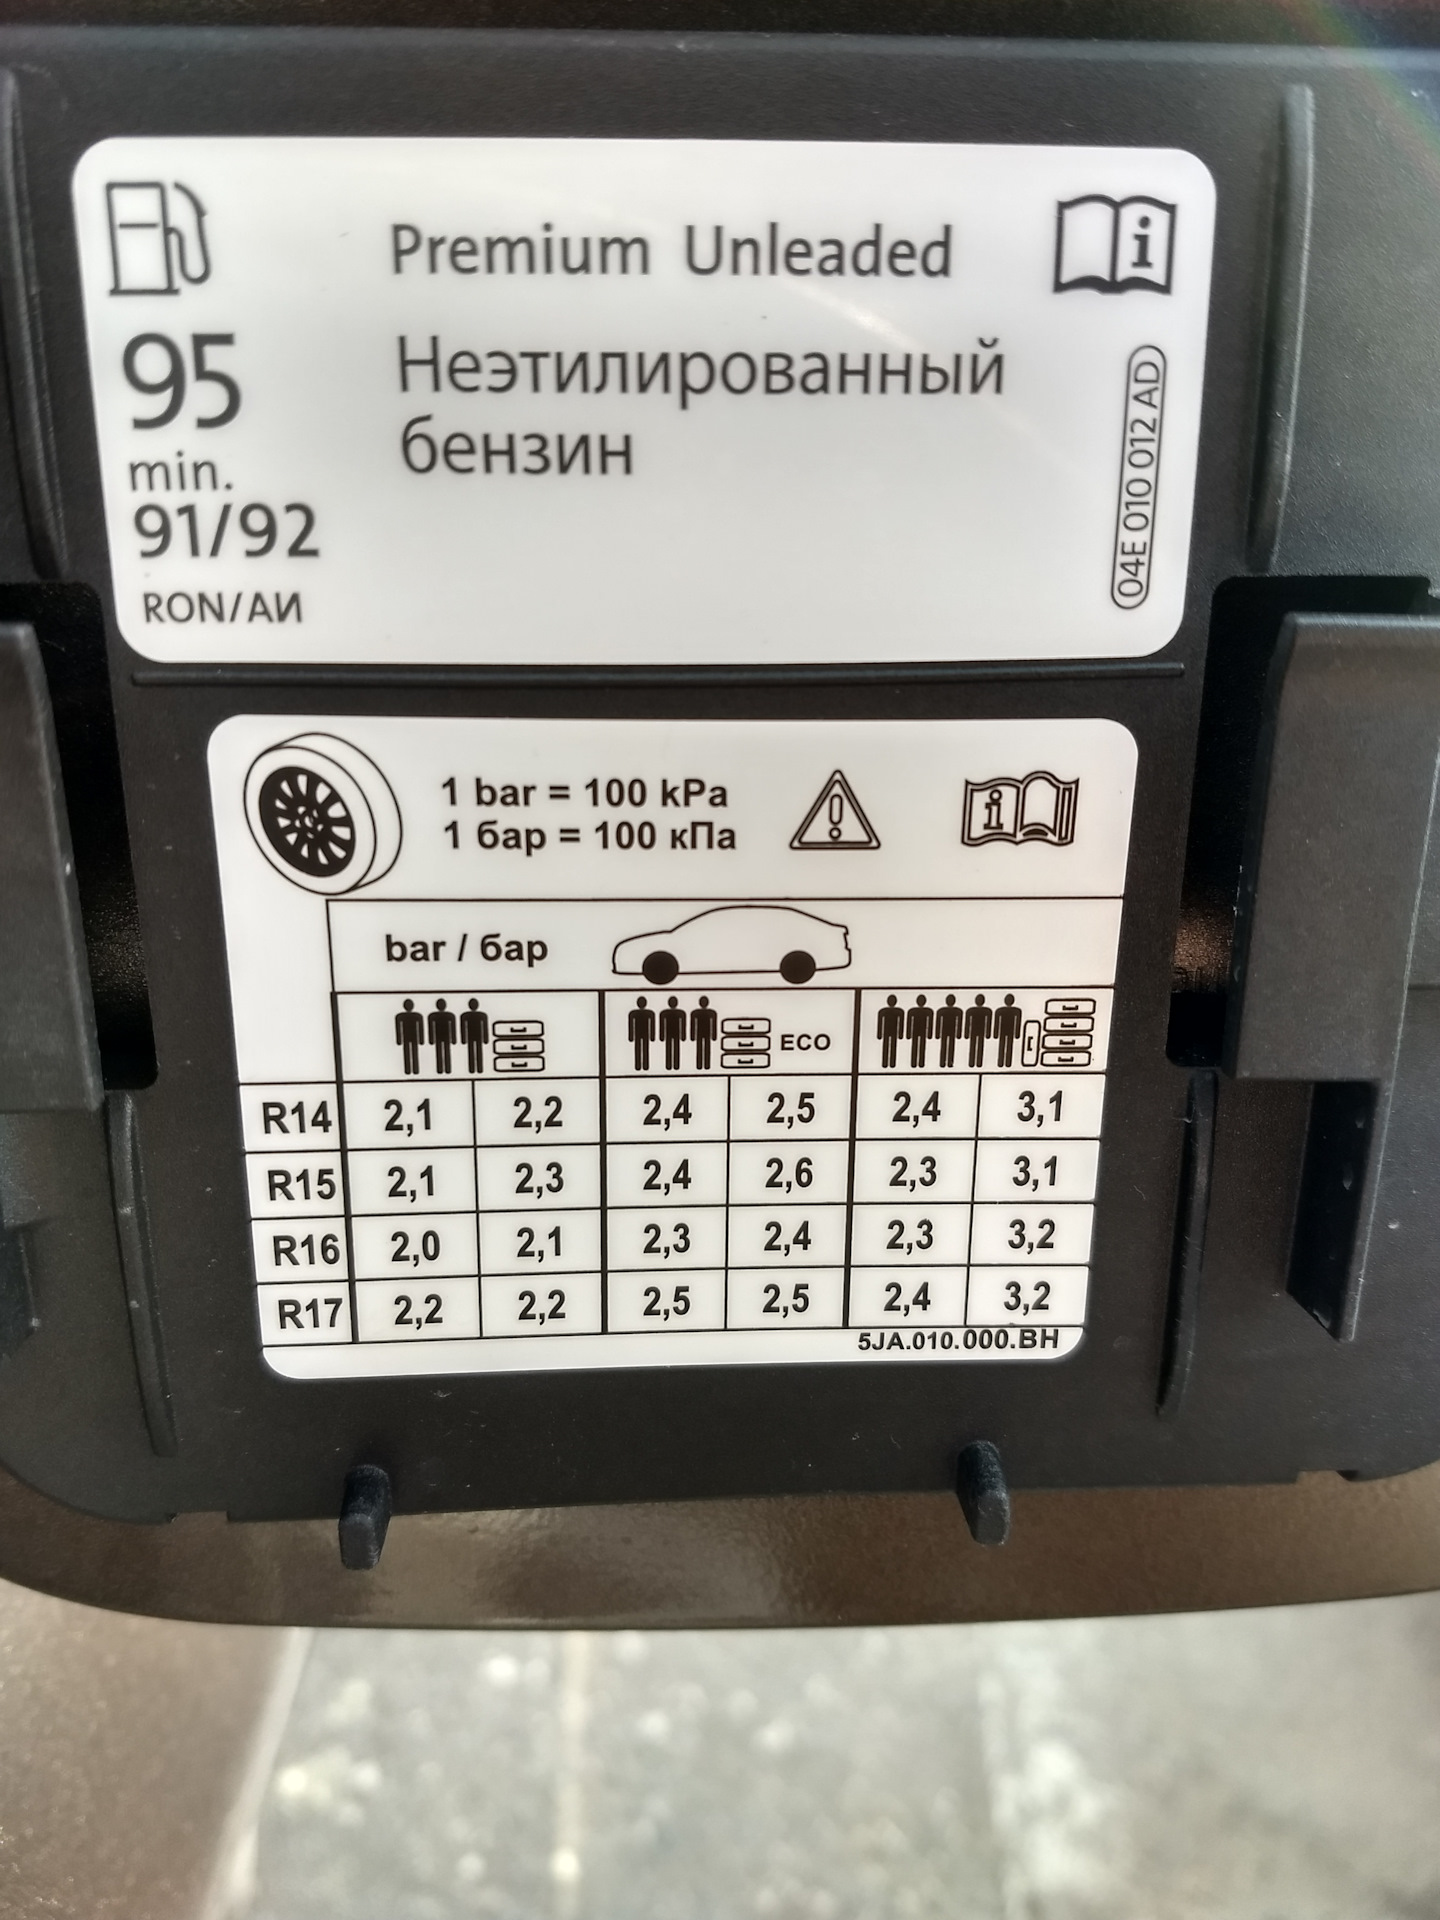 Premium Unleaded
95
min.
91/92
RON/АИ
Неэтилированный
бензин
04E 010 012 AD
1 bar = 100 kPa
1 бар = 100 кПа
bar / бар
ECO
R14 2,1 2,2 2,4 2,5 2,4 3,1
R15 2,1 2,3 2,4 2,6 2,3 3,1
R16 2,0 2,1 2,3 2,4 2,3 3,2
R17 2,2 2,2 2,5 2,5 2,4 3,2
5JA.010.000.BH